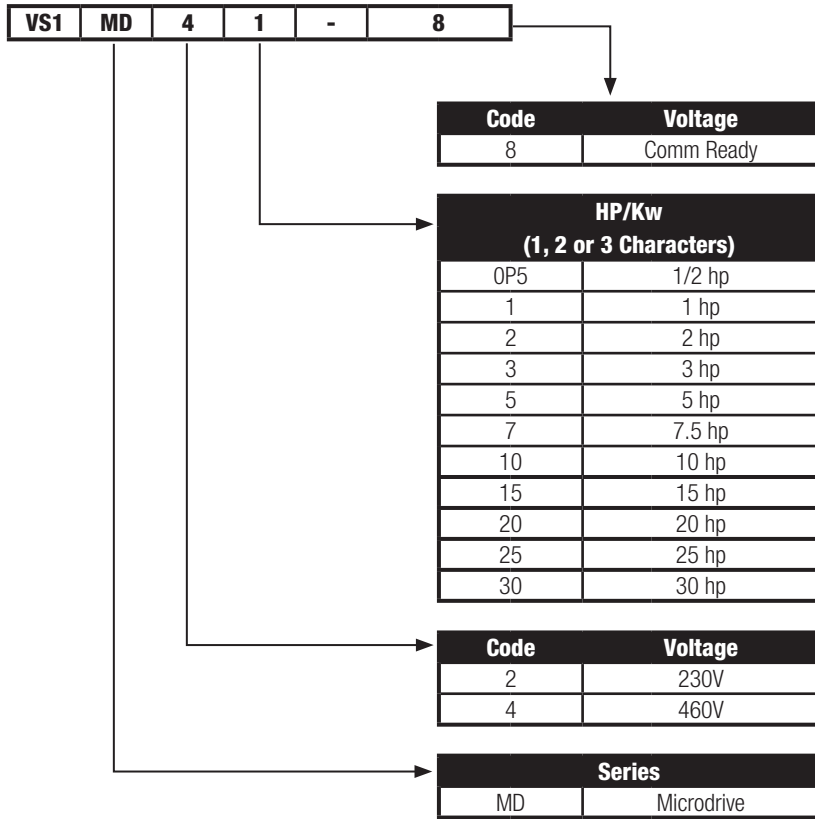 VS1 MD 4 1 - 8
Code Voltage
8 Comm Ready
HP/Kw
(1, 2 or 3 Characters)
0P5 1/2 hp
1 1 hp
2 2 hp
3 3 hp
5 5 hp
7 7.5 hp
10 10 hp
15 15 hp
20 20 hp
25 25 hp
30 30 hp
Code Voltage
2 230V
4 460V
Series
MD Microdrive